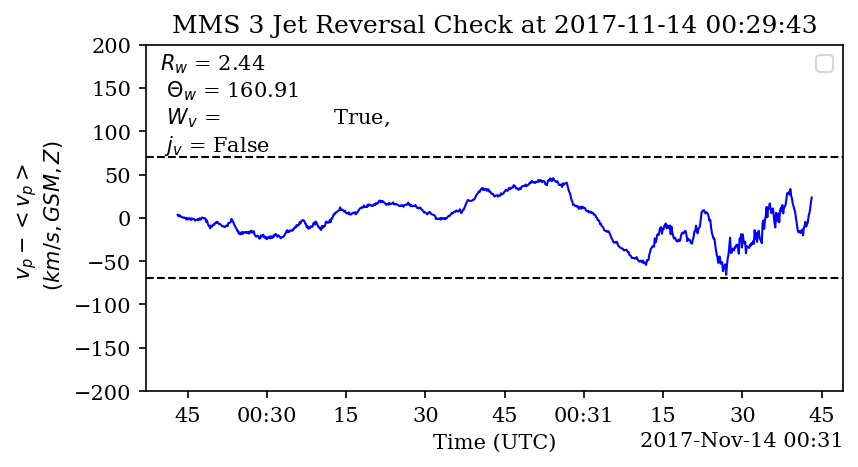 MMS 3 Jet Reversal Check at 2017-11-14 00:29:43
v_p − <v_p>
(km/s, GSM, Z)
200
150
100
50
0
−50
−100
−150
−200
R_w = 2.44
Θ_w = 160.91
W_v = True,
j_v = False
45 00:30 15 30 45 00:31 15 30 45
Time (UTC)
2017-Nov-14 00:31